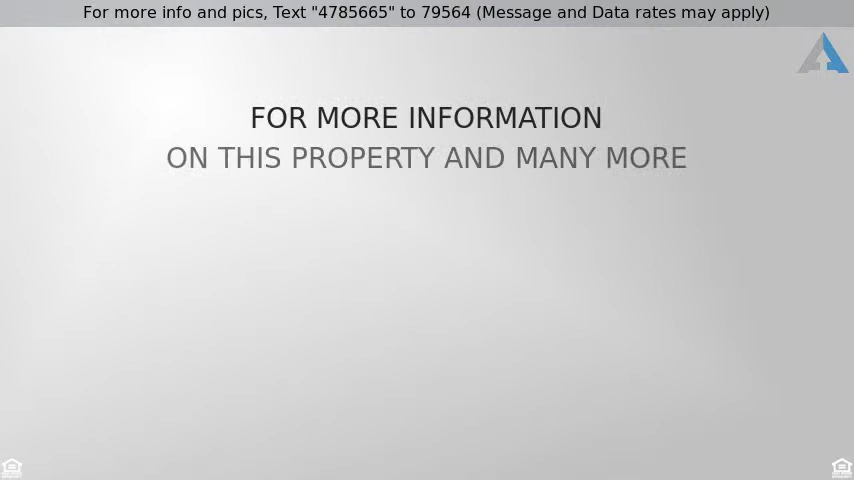 For more info and pics, Text "4785665" to 79564 (Message and Data rates may apply)
FOR MORE INFORMATION
ON THIS PROPERTY AND MANY MORE